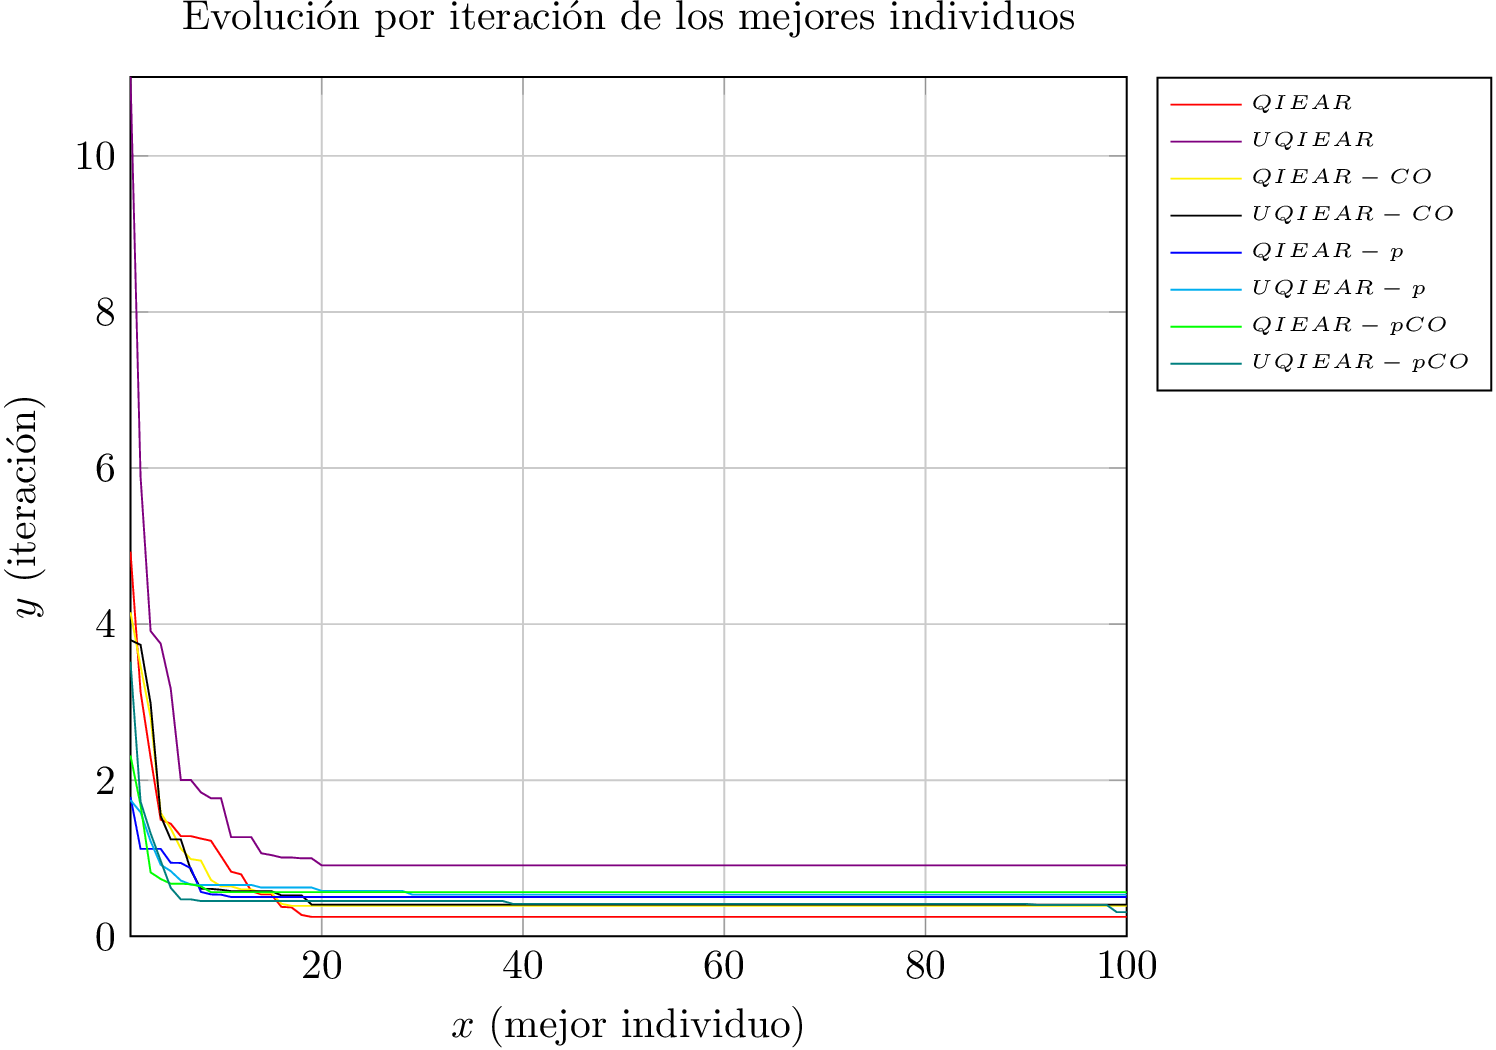 Evolución por iteración de los mejores individuos
QIEAR
UQIEAR
QIEAR − CO
UQIEAR − CO
QIEAR − p
UQIEAR − p
QIEAR − pCO
UQIEAR − pCO
10
8
6
4
2
0
y (iteración)
20 40 60 80 100
x (mejor individuo)